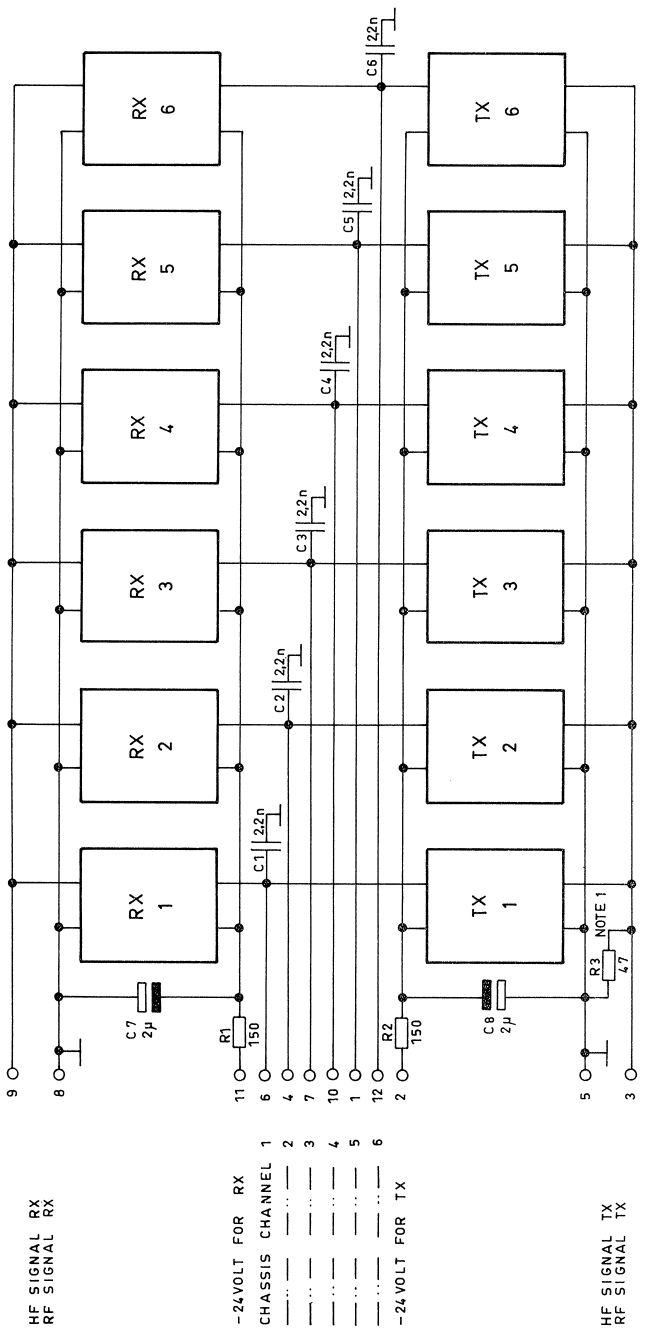 HF SIGNAL RX
RF SIGNAL RX
9
8
C7
2µ
RX
1
RX
2
RX
3
RX
4
RX
5
RX
6
-24VOLT FOR RX 11
R1
150
CHASSIS CHANNEL 1 6
—··— 2 4
—··— 3 7
—··— 4 10
—··— 5 1
—··— 6 12
-24VOLT FOR TX 2
C1 2,2n
C2 2,2n
C3 2,2n
C4 2,2n
C5 2,2n
C6 2,2n
R2
150
C8
2µ
TX
1
TX
2
TX
3
TX
4
TX
5
TX
6
5
R3
47
NOTE 1
HF SIGNAL TX
RF SIGNAL TX
3